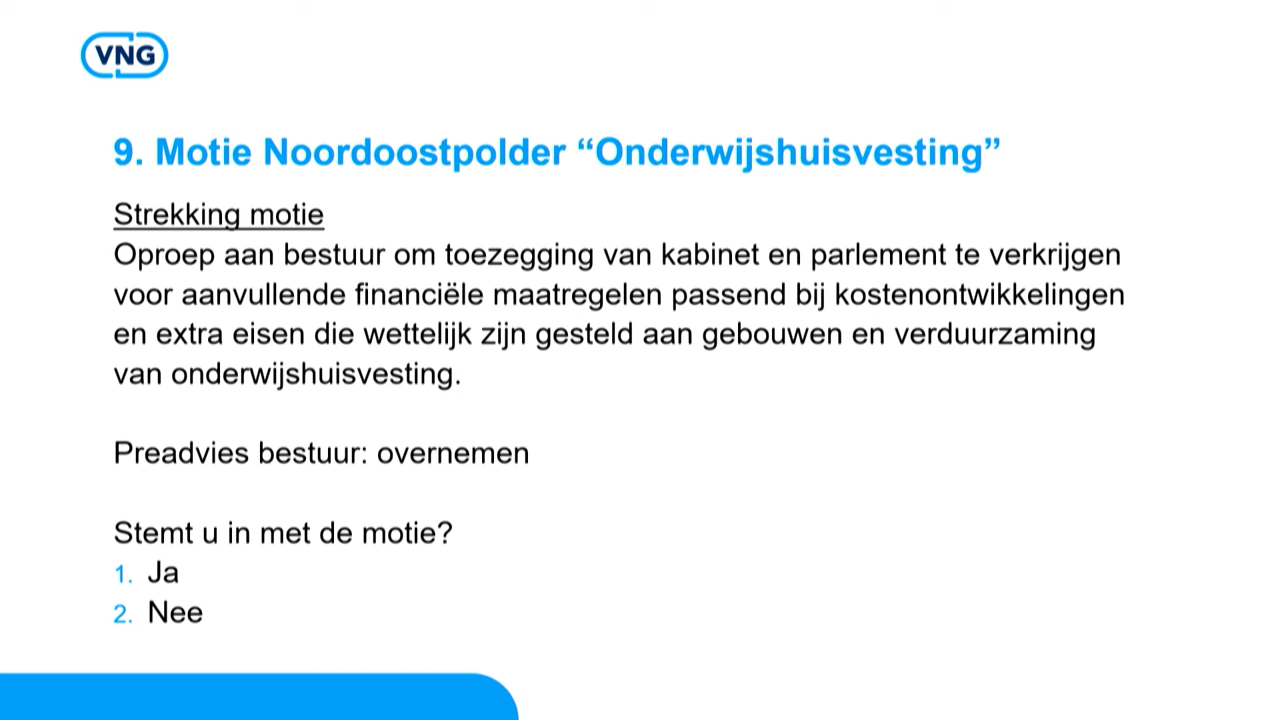 VNG
9. Motie Noordoostpolder “Onderwijshuisvesting”
Strekking motie
Oproep aan bestuur om toezegging van kabinet en parlement te verkrijgen
voor aanvullende financiële maatregelen passend bij kostenontwikkelingen
en extra eisen die wettelijk zijn gesteld aan gebouwen en verduurzaming
van onderwijshuisvesting.
Preadvies bestuur: overnemen
Stemt u in met de motie?
1. Ja
2. Nee